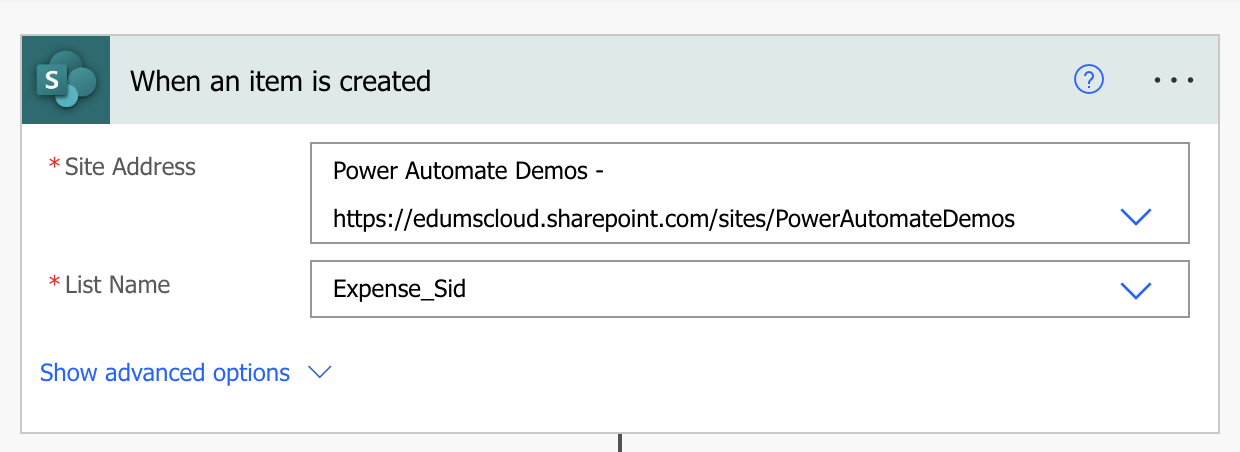 S
When an item is created
?
* Site Address
Power Automate Demos -
https://edumscloud.sharepoint.com/sites/PowerAutomateDemos
* List Name
Expense_Sid
Show advanced options